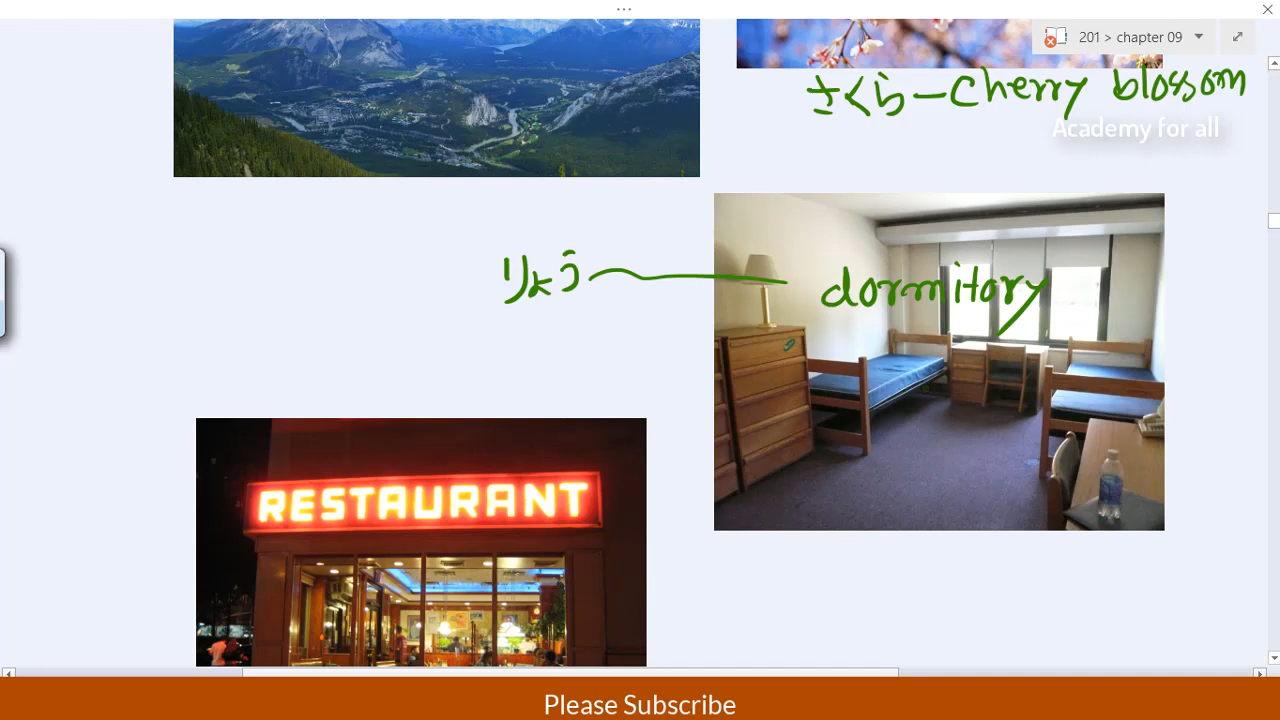 201 > chapter 09
さくら－Cherry blossom
Academy for all
りょう — dormitory
RESTAURANT
Please Subscribe